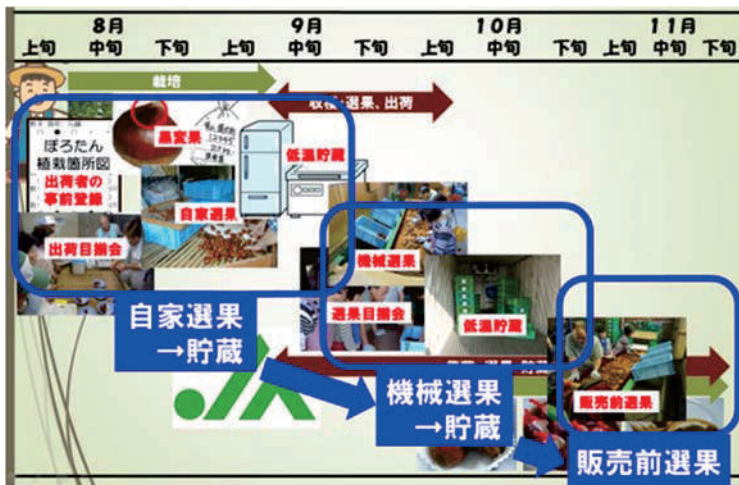 8月 9月 10月 11月
上旬 中旬 下旬 上旬 中旬 下旬 上旬 中旬 下旬 上旬 中旬 下旬
栽培
選果、出荷
ぽろたん
植栽箇所図
出荷者の
事前登録
黒変果
低温貯蔵
自家選果
出荷目揃会
機械選果
選果目揃会
低温貯蔵
自家選果
→貯蔵
JA
機械選果
→貯蔵
販売前選果
販売前選果